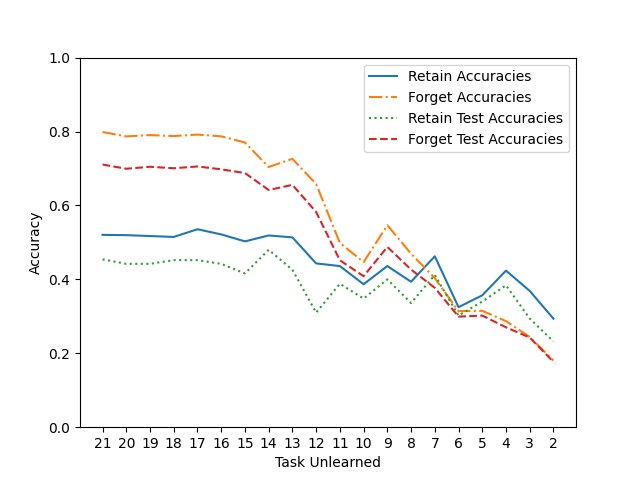 1.0
0.8
0.6
0.4
0.2
0.0
Accuracy
Retain Accuracies
Forget Accuracies
Retain Test Accuracies
Forget Test Accuracies
21 20 19 18 17 16 15 14 13 12 11 10 9 8 7 6 5 4 3 2
Task Unlearned